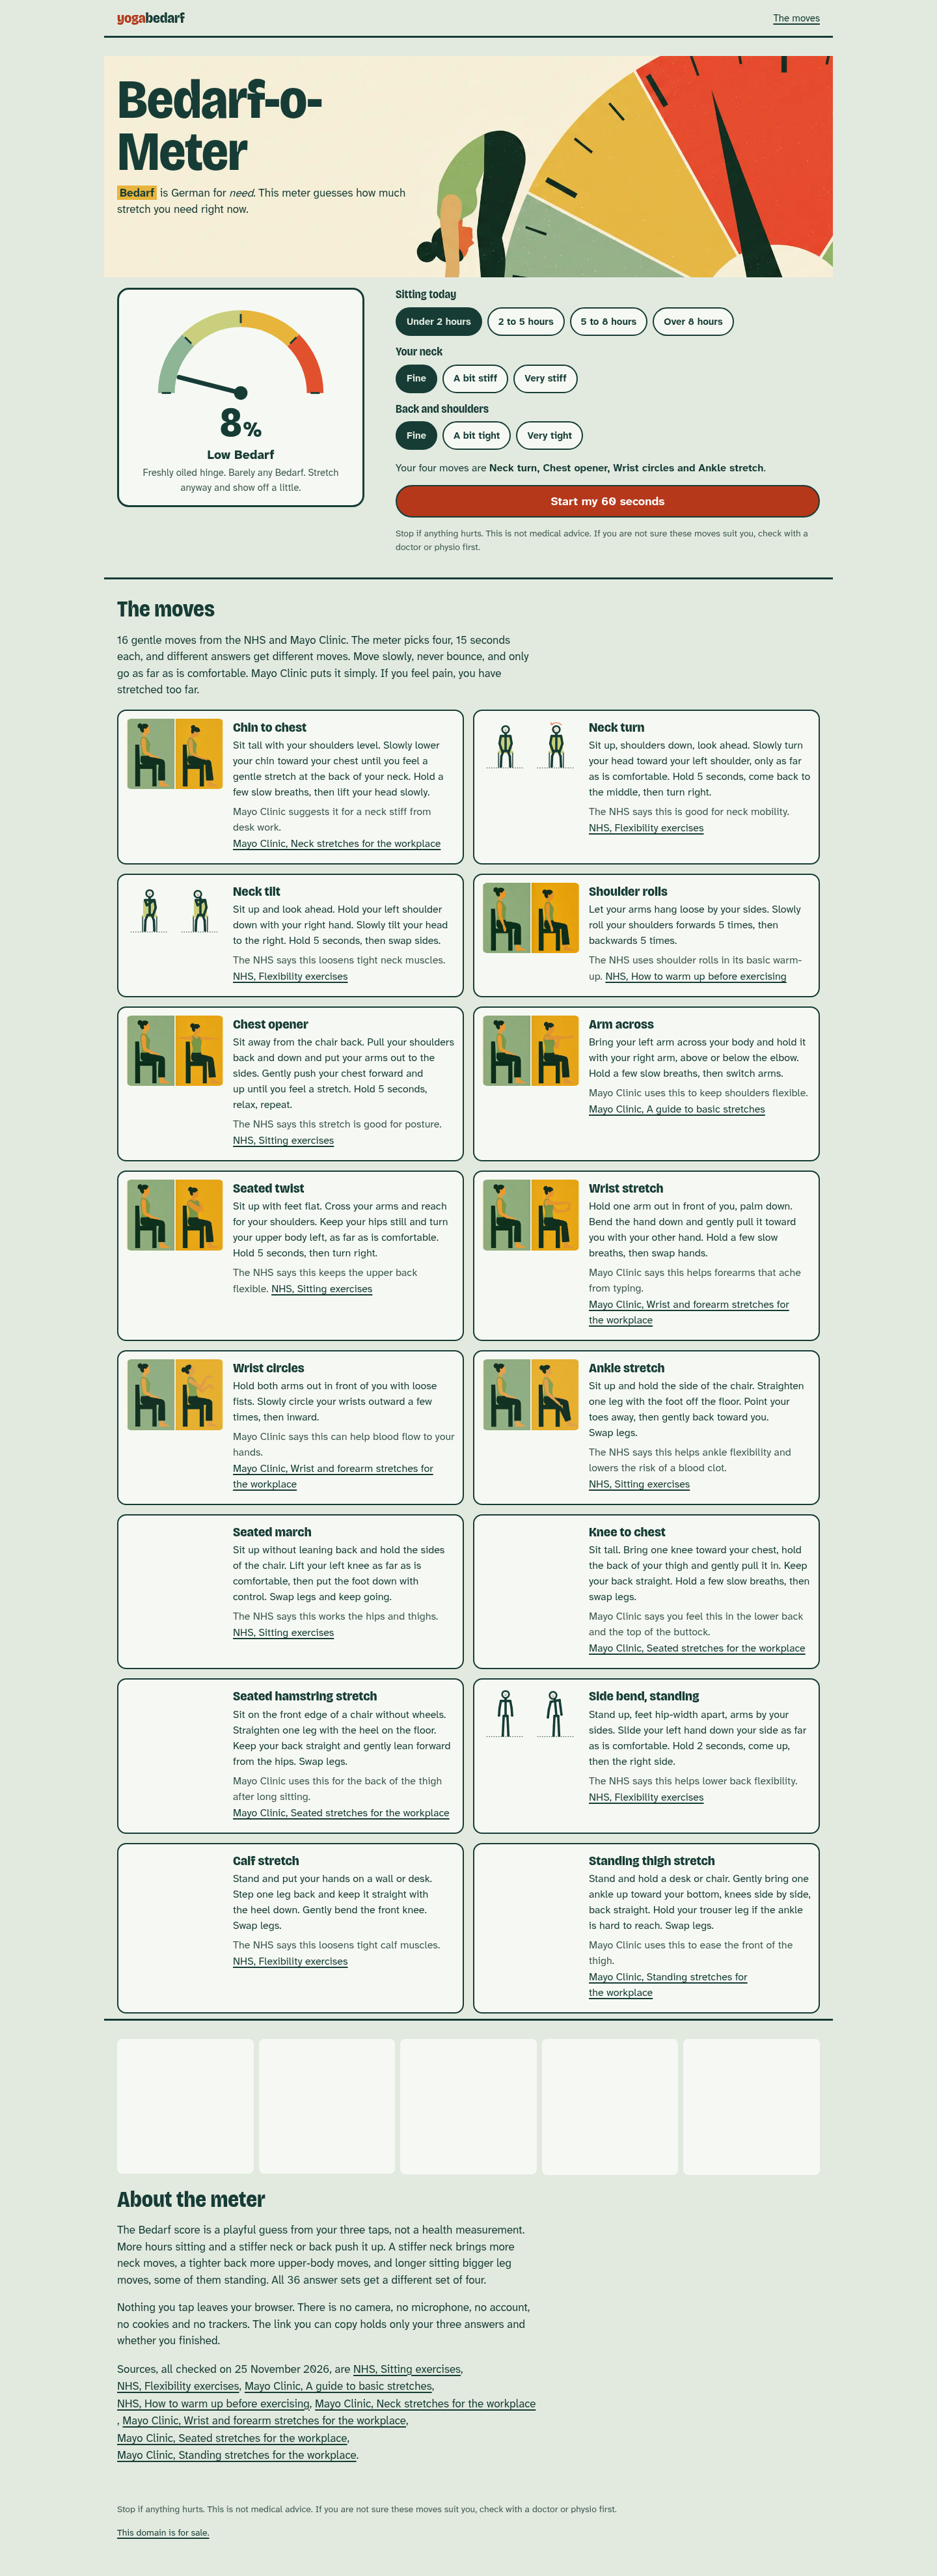 yogabedarf
The moves
Bedarf-o-
Meter
Bedarf is German for need. This meter guesses how much
stretch you need right now.
8%
Low Bedarf
Freshly oiled hinge. Barely any Bedarf. Stretch
anyway and show off a little.
Sitting today
Under 2 hours
2 to 5 hours
5 to 8 hours
Over 8 hours
Your neck
Fine
A bit stiff
Very stiff
Back and shoulders
Fine
A bit tight
Very tight
Your four moves are Neck turn, Chest opener, Wrist circles and Ankle stretch.
Start my 60 seconds
Stop if anything hurts. This is not medical advice. If you are not sure these moves suit you, check with a
doctor or physio first.
The moves
16 gentle moves from the NHS and Mayo Clinic. The meter picks four, 15 seconds
each, and different answers get different moves. Move slowly, never bounce, and only
go as far as is comfortable. Mayo Clinic puts it simply. If you feel pain, you have
stretched too far.
Chin to chest
Sit tall with your shoulders level. Slowly lower
your chin toward your chest until you feel a
gentle stretch at the back of your neck. Hold a
few slow breaths, then lift your head slowly.
Mayo Clinic suggests it for a neck stiff from
desk work.
Mayo Clinic, Neck stretches for the workplace
Neck turn
Sit up, shoulders down, look ahead. Slowly turn
your head toward your left shoulder, only as far
as is comfortable. Hold 5 seconds, come back to
the middle, then turn right.
The NHS says this is good for neck mobility.
NHS, Flexibility exercises
Neck tilt
Sit up and look ahead. Hold your left shoulder
down with your right hand. Slowly tilt your head
to the right. Hold 5 seconds, then swap sides.
The NHS says this loosens tight neck muscles.
NHS, Flexibility exercises
Shoulder rolls
Let your arms hang loose by your sides. Slowly
roll your shoulders forwards 5 times, then
backwards 5 times.
The NHS uses shoulder rolls in its basic warm-
up. NHS, How to warm up before exercising
Chest opener
Sit away from the chair back. Pull your shoulders
back and down and put your arms out to the
sides. Gently push your chest forward and
up until you feel a stretch. Hold 5 seconds,
relax, repeat.
The NHS says this stretch is good for posture.
NHS, Sitting exercises
Arm across
Bring your left arm across your body and hold it
with your right arm, above or below the elbow.
Hold a few slow breaths, then switch arms.
Mayo Clinic uses this to keep shoulders flexible.
Mayo Clinic, A guide to basic stretches
Seated twist
Sit up with feet flat. Cross your arms and reach
for your shoulders. Keep your hips still and turn
your upper body left, as far as is comfortable.
Hold 5 seconds, then turn right.
The NHS says this keeps the upper back
flexible. NHS, Sitting exercises
Wrist stretch
Hold one arm out in front of you, palm down.
Bend the hand down and gently pull it toward
you with your other hand. Hold a few slow
breaths, then swap hands.
Mayo Clinic says this helps forearms that ache
from typing.
Mayo Clinic, Wrist and forearm stretches for
the workplace
Wrist circles
Hold both arms out in front of you with loose
fists. Slowly circle your wrists outward a few
times, then inward.
Mayo Clinic says this can help blood flow to your
hands.
Mayo Clinic, Wrist and forearm stretches for
the workplace
Ankle stretch
Sit up and hold the side of the chair. Straighten
one leg with the foot off the floor. Point your
toes away, then gently back toward you.
Swap legs.
The NHS says this helps ankle flexibility and
lowers the risk of a blood clot.
NHS, Sitting exercises
Seated march
Sit up without leaning back and hold the sides
of the chair. Lift your left knee as far as is
comfortable, then put the foot down with
control. Swap legs and keep going.
The NHS says this works the hips and thighs.
NHS, Sitting exercises
Knee to chest
Sit tall. Bring one knee toward your chest, hold
the back of your thigh and gently pull it in. Keep
your back straight. Hold a few slow breaths, then
swap legs.
Mayo Clinic says you feel this in the lower back
and the top of the buttock.
Mayo Clinic, Seated stretches for the workplace
Seated hamstring stretch
Sit on the front edge of a chair without wheels.
Straighten one leg with the heel on the floor.
Keep your back straight and gently lean forward
from the hips. Swap legs.
Mayo Clinic uses this for the back of the thigh
after long sitting.
Mayo Clinic, Seated stretches for the workplace
Side bend, standing
Stand up, feet hip-width apart, arms by your
sides. Slide your left hand down your side as far
as is comfortable. Hold 2 seconds, come up,
then the right side.
The NHS says this helps lower back flexibility.
NHS, Flexibility exercises
Calf stretch
Stand and put your hands on a wall or desk.
Step one leg back and keep it straight with
the heel down. Gently bend the front knee.
Swap legs.
The NHS says this loosens tight calf muscles.
NHS, Flexibility exercises
Standing thigh stretch
Stand and hold a desk or chair. Gently bring one
ankle up toward your bottom, knees side by side,
back straight. Hold your trouser leg if the ankle
is hard to reach. Swap legs.
Mayo Clinic uses this to ease the front of the
thigh.
Mayo Clinic, Standing stretches for
the workplace
About the meter
The Bedarf score is a playful guess from your three taps, not a health measurement.
More hours sitting and a stiffer neck or back push it up. A stiffer neck brings more
neck moves, a tighter back more upper-body moves, and longer sitting bigger leg
moves, some of them standing. All 36 answer sets get a different set of four.
Nothing you tap leaves your browser. There is no camera, no microphone, no account,
no cookies and no trackers. The link you can copy holds only your three answers and
whether you finished.
Sources, all checked on 25 November 2026, are NHS, Sitting exercises,
NHS, Flexibility exercises, Mayo Clinic, A guide to basic stretches,
NHS, How to warm up before exercising, Mayo Clinic, Neck stretches for the workplace
, Mayo Clinic, Wrist and forearm stretches for the workplace,
Mayo Clinic, Seated stretches for the workplace,
Mayo Clinic, Standing stretches for the workplace.
Stop if anything hurts. This is not medical advice. If you are not sure these moves suit you, check with a doctor or physio first.
This domain is for sale.